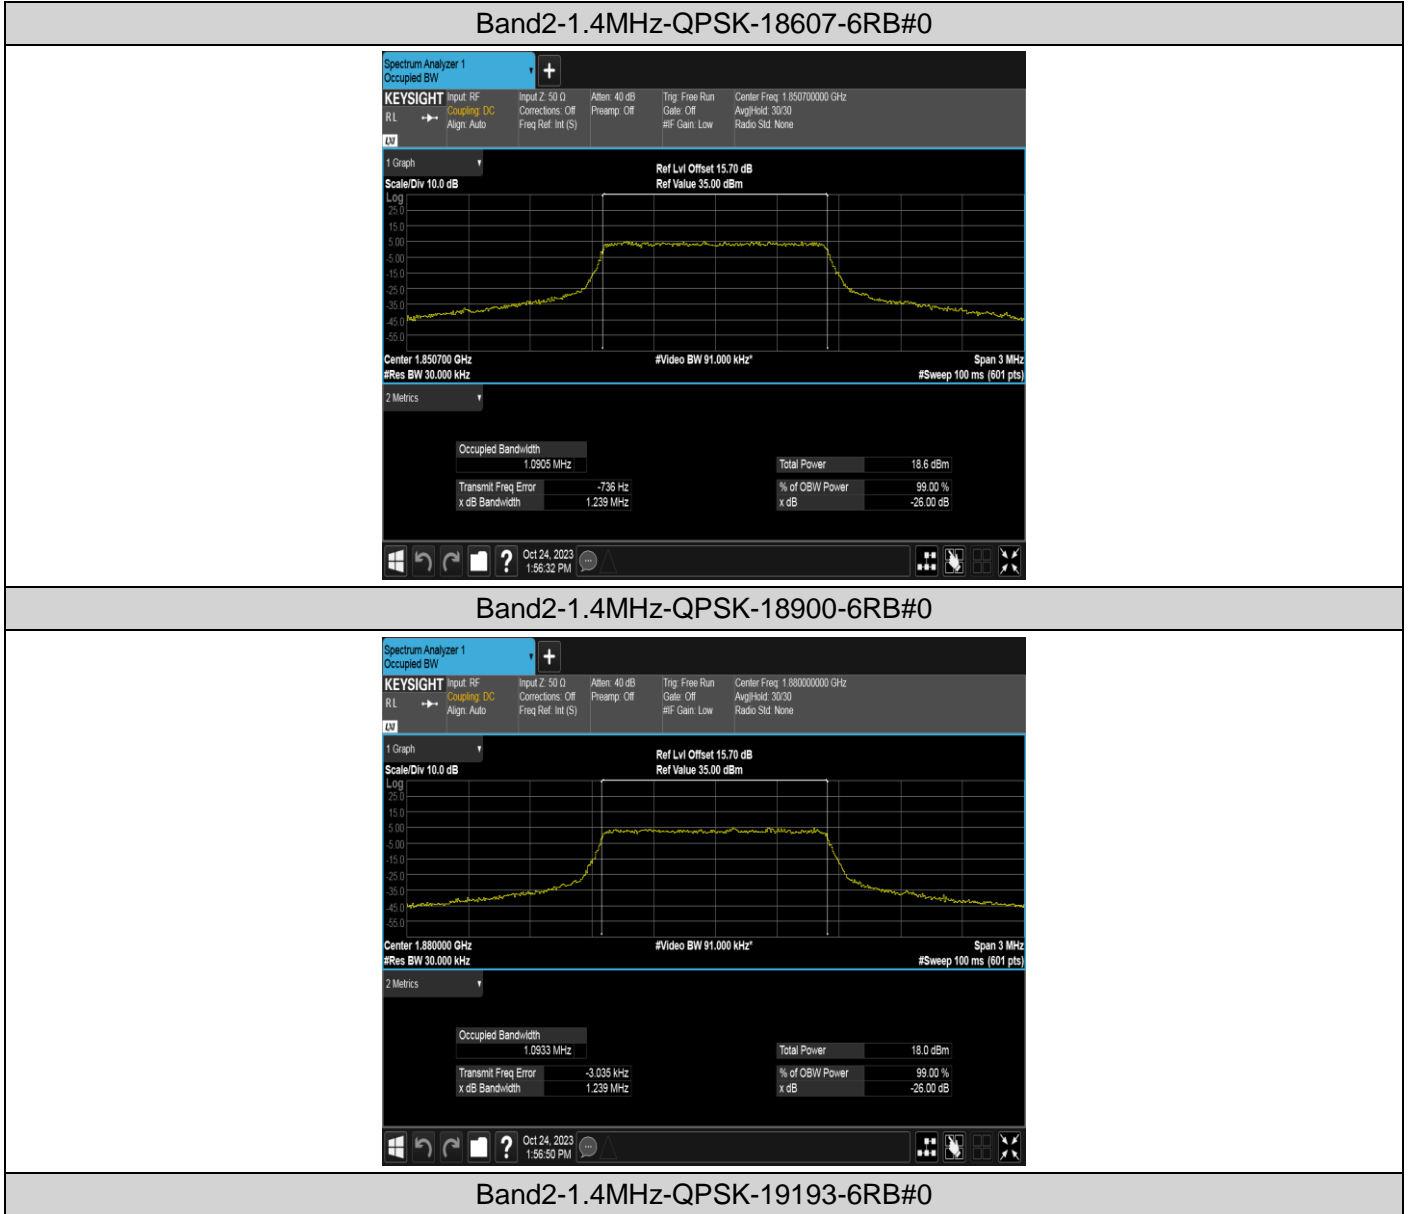 Band2-1.4MHz-QPSK-18607-6RB#0
Spectrum Analyzer 1
Occupied BW
KEYSIGHT
RL
LXI
Input: RF
Coupling: DC
Align: Auto
Input Z: 50 Ω
Corrections: Off
Freq Ref: Int (S)
Atten: 40 dB
Preamp: Off
Trig: Free Run
Gate: Off
#IF Gain: Low
Center Freq: 1.850700000 GHz
Avg|Hold: 30/30
Radio Std: None
1 Graph
Scale/Div 10.0 dB
Ref Lvl Offset 15.70 dB
Ref Value 35.00 dBm
Log
25.0
15.0
5.00
-5.00
-15.0
-25.0
-35.0
-45.0
-55.0
Center 1.850700 GHz
#Video BW 91.000 kHz*
Span 3 MHz
#Res BW 30.000 kHz
#Sweep 100 ms (601 pts)
2 Metrics
Occupied Bandwidth
1.0905 MHz
Total Power 18.6 dBm
Transmit Freq Error -736 Hz
% of OBW Power 99.00 %
x dB Bandwidth 1.239 MHz
x dB -26.00 dB
Oct 24, 2023
1:56:32 PM
Band2-1.4MHz-QPSK-18900-6RB#0
Spectrum Analyzer 1
Occupied BW
KEYSIGHT
RL
LXI
Input: RF
Coupling: DC
Align: Auto
Input Z: 50 Ω
Corrections: Off
Freq Ref: Int (S)
Atten: 40 dB
Preamp: Off
Trig: Free Run
Gate: Off
#IF Gain: Low
Center Freq: 1.880000000 GHz
Avg|Hold: 30/30
Radio Std: None
1 Graph
Scale/Div 10.0 dB
Ref Lvl Offset 15.70 dB
Ref Value 35.00 dBm
Log
25.0
15.0
5.00
-5.00
-15.0
-25.0
-35.0
-45.0
-55.0
Center 1.880000 GHz
#Video BW 91.000 kHz*
Span 3 MHz
#Res BW 30.000 kHz
#Sweep 100 ms (601 pts)
2 Metrics
Occupied Bandwidth
1.0933 MHz
Total Power 18.0 dBm
Transmit Freq Error -3.035 kHz
% of OBW Power 99.00 %
x dB Bandwidth 1.239 MHz
x dB -26.00 dB
Oct 24, 2023
1:56:50 PM
Band2-1.4MHz-QPSK-19193-6RB#0